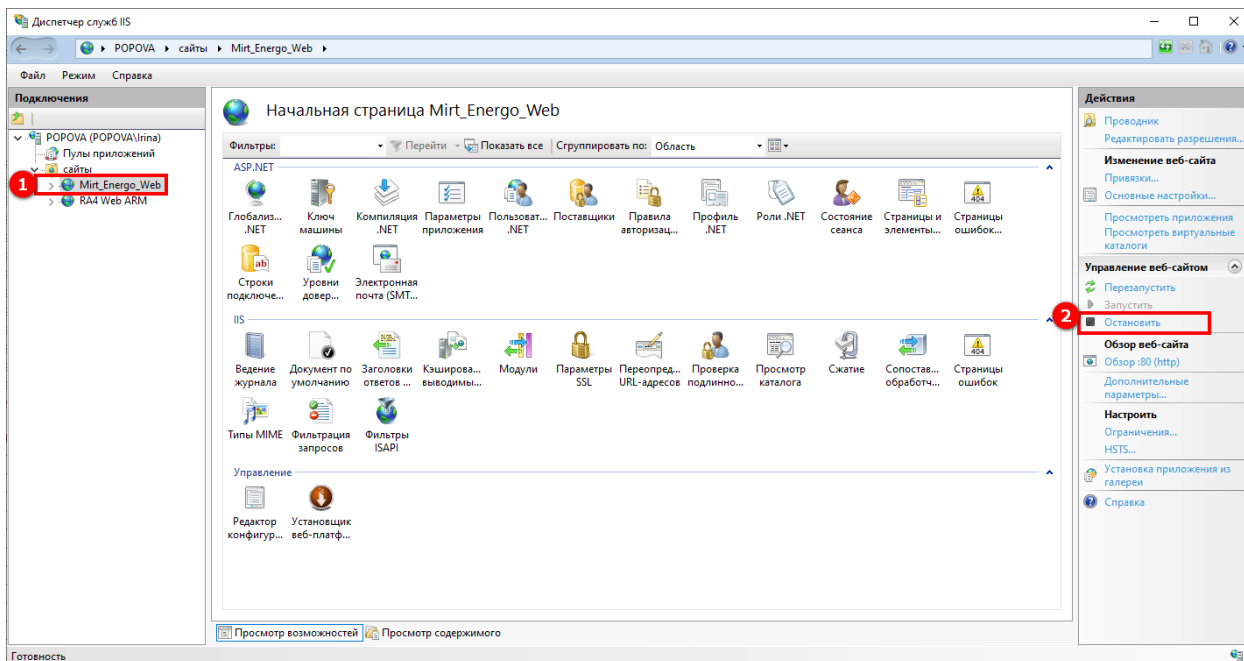 Диспетчер служб IIS
POPOVA сайты Mirt_Energo_Web
Файл Режим Справка
Подключения
POPOVA (POPOVA\Irina)
Пулы приложений
сайты
1
Mirt_Energo_Web
RA4 Web ARM
Начальная страница Mirt_Energo_Web
Фильтры: Перейти Показать все Сгруппировать по: Область
ASP.NET
Глобализ... Ключ Компиляция Параметры Пользоват... Поставщики Правила Профиль Роли .NET Состояние Страницы и Страницы
.NET машины .NET приложения .NET авторизац... .NET сеанса элементы... ошибок...
Строки Уровни Электронная
подключе... довер... почта (SMT...
IIS
Ведение Документ по Заголовки Кэширова... Модули Параметры Переопред... Проверка Просмотр Сжатие Сопостав... Страницы
журнала умолчанию ответов ... выводимы... SSL URL-адресов подлинно... каталога обработч... ошибок
Типы MIME Фильтрация Фильтры
запросов ISAPI
Управление
Редактор Установщик
конфигур... веб-платф...
Просмотр возможностей Просмотр содержимого
Действия
Проводник
Редактировать разрешения...
Изменение веб-сайта
Привязки...
Основные настройки...
Просмотреть приложения
Просмотреть виртуальные
каталоги
Управление веб-сайтом
Перезапустить
Запустить
2
Остановить
Обзор веб-сайта
Обзор :80 (http)
Дополнительные
параметры...
Настроить
Ограничения...
HSTS...
Установка приложения из
галереи
Справка
Готовность